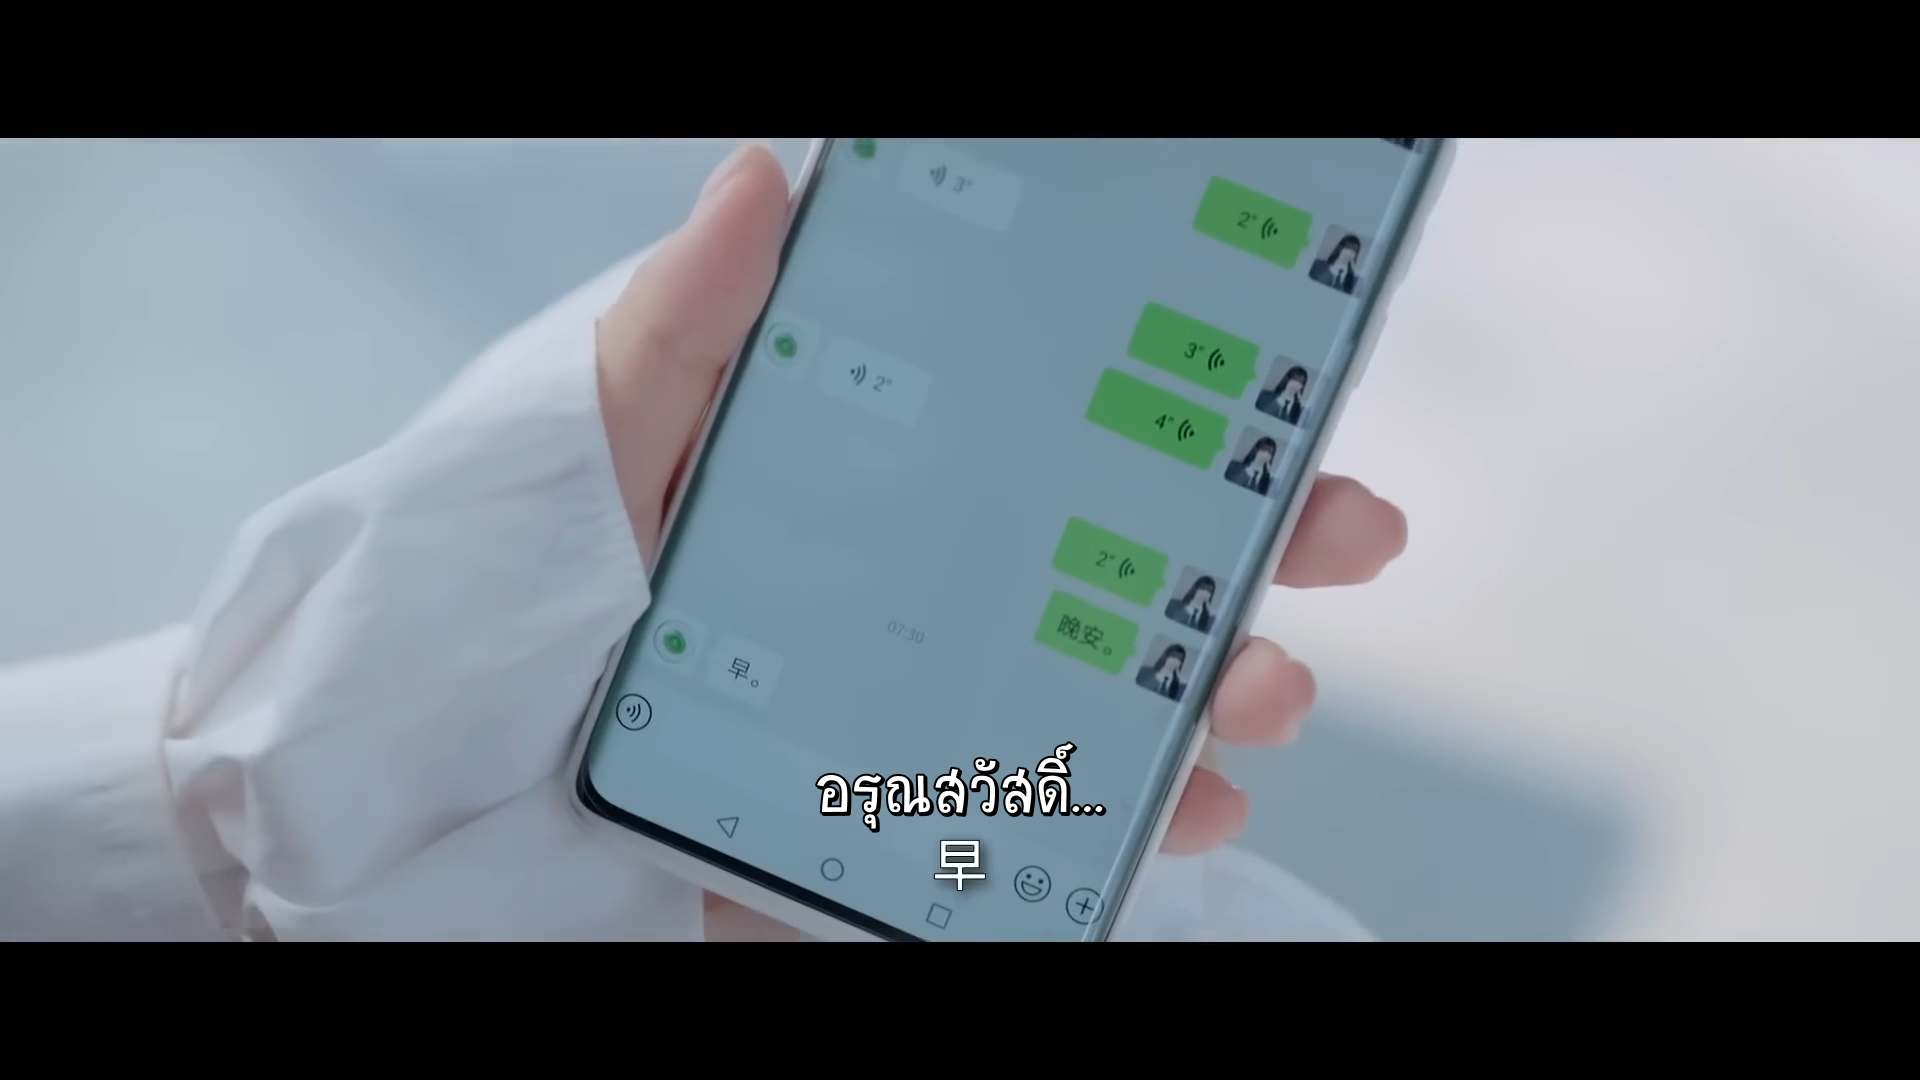 3"
2"
3"
2"
4"
2"
晚安。
07:30
早。
อรุณสวัสดิ์...
早